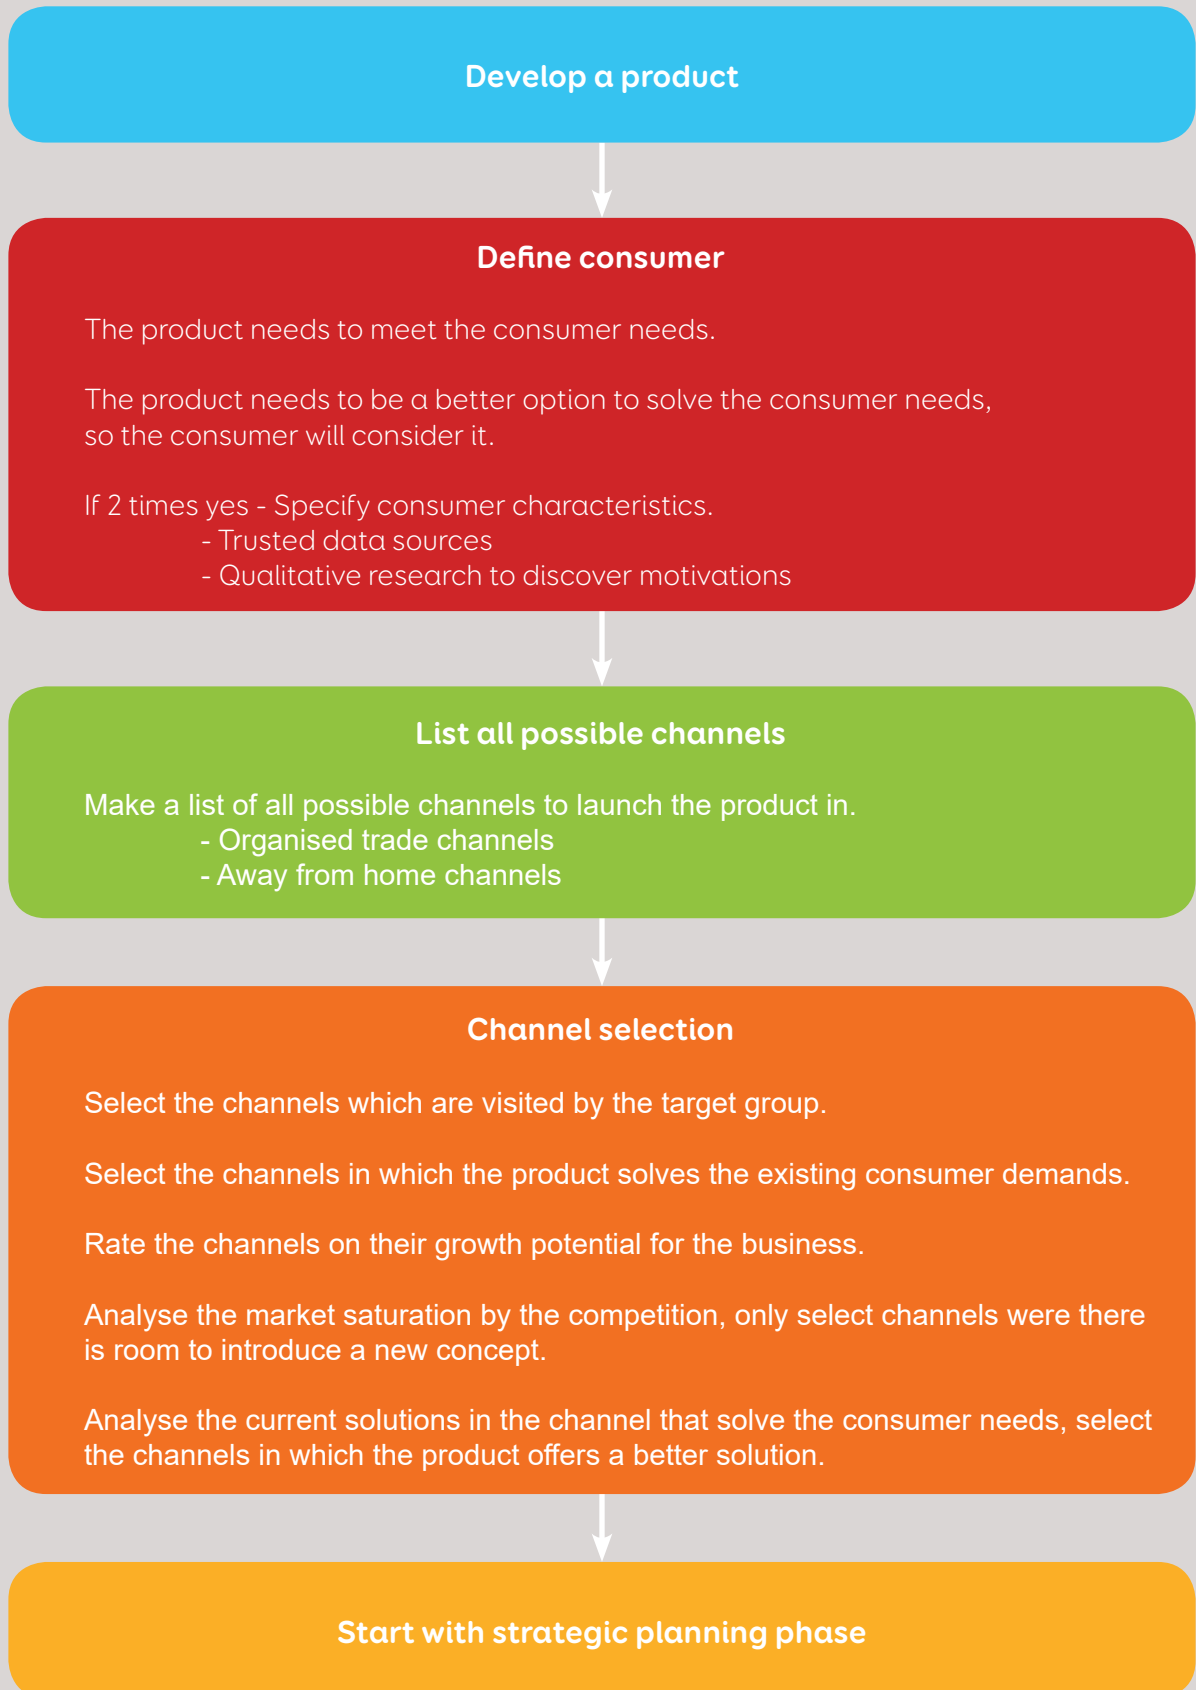 Develop a product
Define consumer
The product needs to meet the consumer needs.
The product needs to be a better option to solve the consumer needs,
so the consumer will consider it.
If 2 times yes - Specify consumer characteristics.
- Trusted data sources
- Qualitative research to discover motivations
List all possible channels
Make a list of all possible channels to launch the product in.
- Organised trade channels
- Away from home channels
Channel selection
Select the channels which are visited by the target group.
Select the channels in which the product solves the existing consumer demands.
Rate the channels on their growth potential for the business.
Analyse the market saturation by the competition, only select channels were there
is room to introduce a new concept.
Analyse the current solutions in the channel that solve the consumer needs, select
the channels in which the product offers a better solution.
Start with strategic planning phase